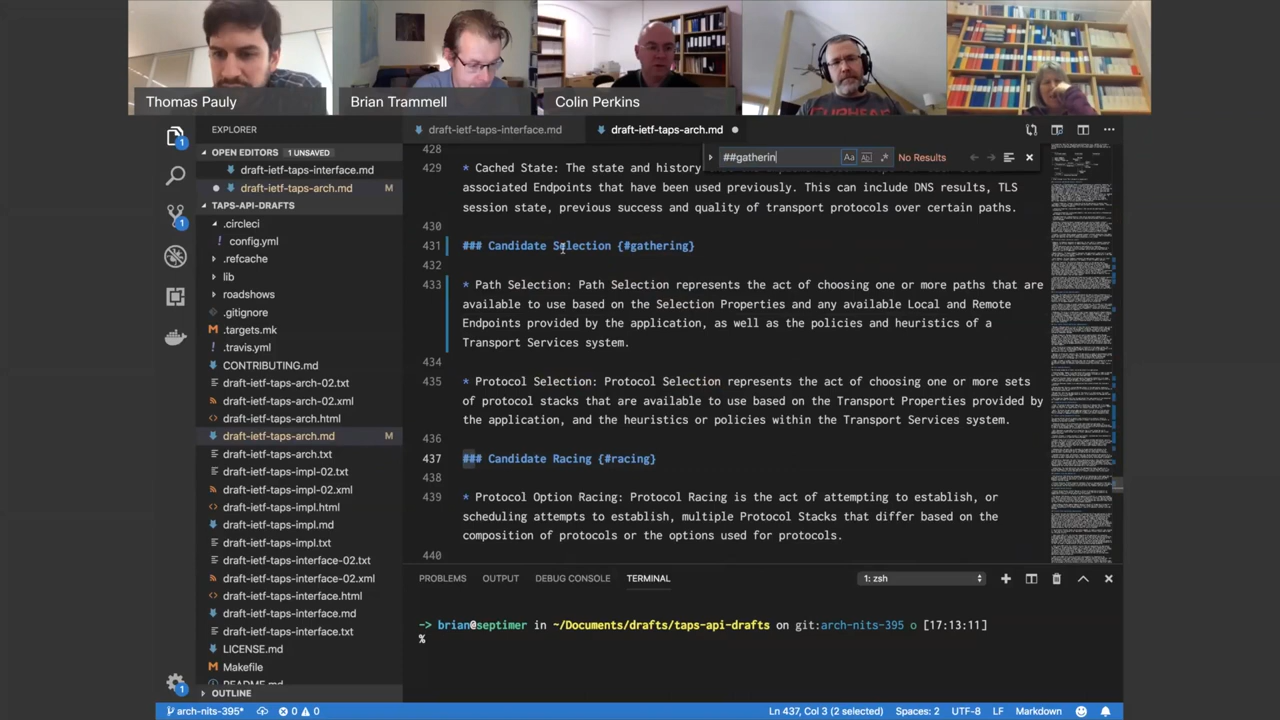 Thomas Pauly
Brian Trammell
Colin Perkins
EXPLORER
draft-ietf-taps-interface.md
draft-ietf-taps-arch.md
OPEN EDITORS 1 UNSAVED
draft-ietf-taps-interface.md
draft-ietf-taps-arch.md M
TAPS-API-DRAFTS
.circleci
config.yml
.refcache
lib
roadshows
.gitignore
.targets.mk
.travis.yml
CONTRIBUTING.md
draft-ietf-taps-arch-02.txt
draft-ietf-taps-arch-02.xml
draft-ietf-taps-arch.html
draft-ietf-taps-arch.md M
draft-ietf-taps-arch.txt
draft-ietf-taps-impl-02.txt
draft-ietf-taps-impl-02.xml
draft-ietf-taps-impl.html
draft-ietf-taps-impl.md
draft-ietf-taps-impl.txt
draft-ietf-taps-interface-02.txt
draft-ietf-taps-interface-02.xml
draft-ietf-taps-interface.html
draft-ietf-taps-interface.md
draft-ietf-taps-interface.txt
LICENSE.md
Makefile
README.md
OUTLINE
##gatherin Aa Abl .* No Results
428
429 * Cached State: The state and history
associated Endpoints that have been used previously. This can include DNS results, TLS
session state, previous success and quality of transport protocols over certain paths.
430
431 ### Candidate Selection {#gathering}
432
433 * Path Selection: Path Selection represents the act of choosing one or more paths that are
available to use based on the Selection Properties and any available Local and Remote
Endpoints provided by the application, as well as the policies and heuristics of a
Transport Services system.
434
435 * Protocol Selection: Protocol Selection represents the act of choosing one or more sets
of protocol stacks that are available to use based on the Transport Properties provided by
the application, and the heuristics or policies within the Transport Services system.
436
437 ### Candidate Racing {#racing}
438
439 * Protocol Option Racing: Protocol Racing is the act of attempting to establish, or
scheduling attempts to establish, multiple Protocol Stacks that differ based on the
composition of protocols or the options used for protocols.
440
PROBLEMS OUTPUT DEBUG CONSOLE TERMINAL 1: zsh
-> brian@septimer in ~/Documents/drafts/taps-api-drafts on git:arch-nits-395 o [17:13:11]
%
arch-nits-395* 0 0 Ln 437, Col 3 (2 selected) Spaces: 2 UTF-8 LF Markdown